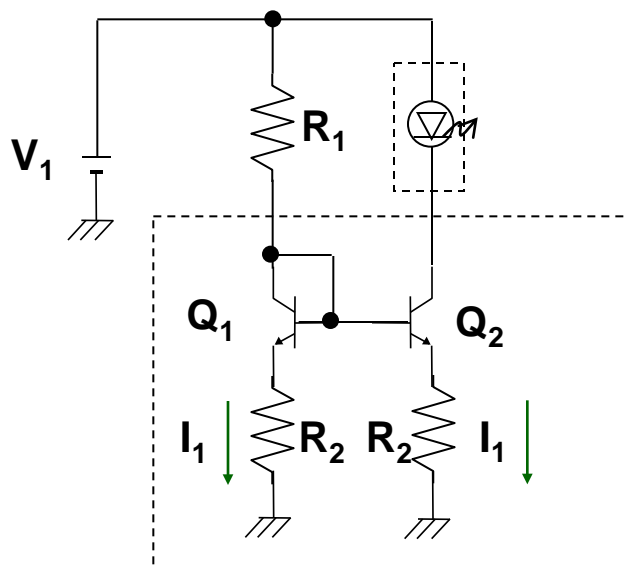 R₁
V₁
Q₁ Q₂
I₁ R₂ R₂ I₁